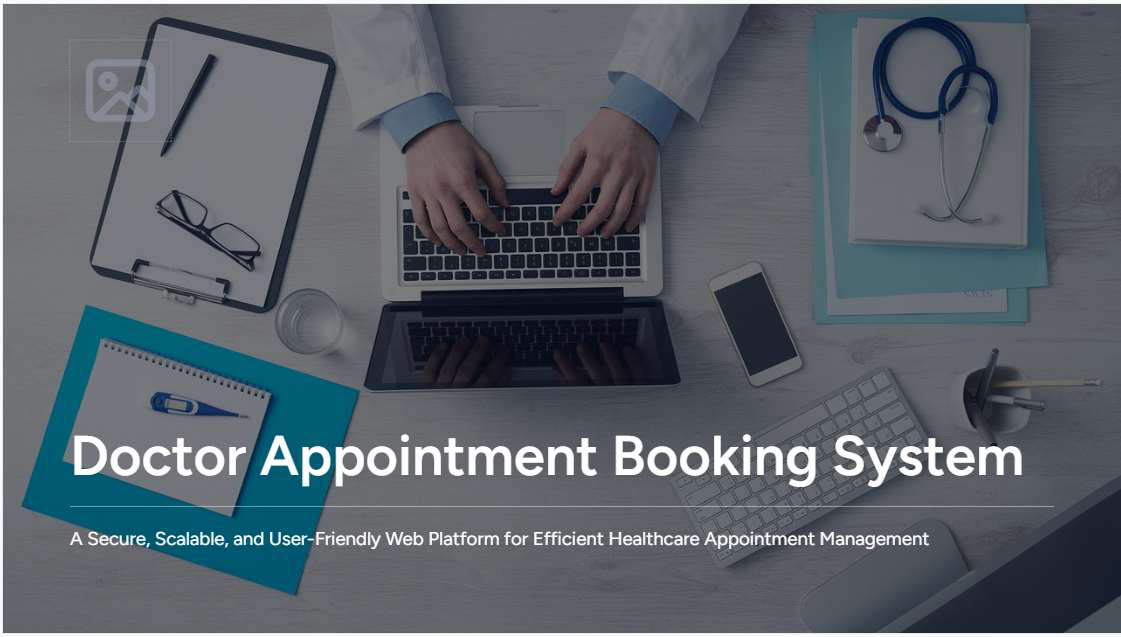 Doctor Appointment Booking System
A Secure, Scalable, and User-Friendly Web Platform for Efficient Healthcare Appointment Management